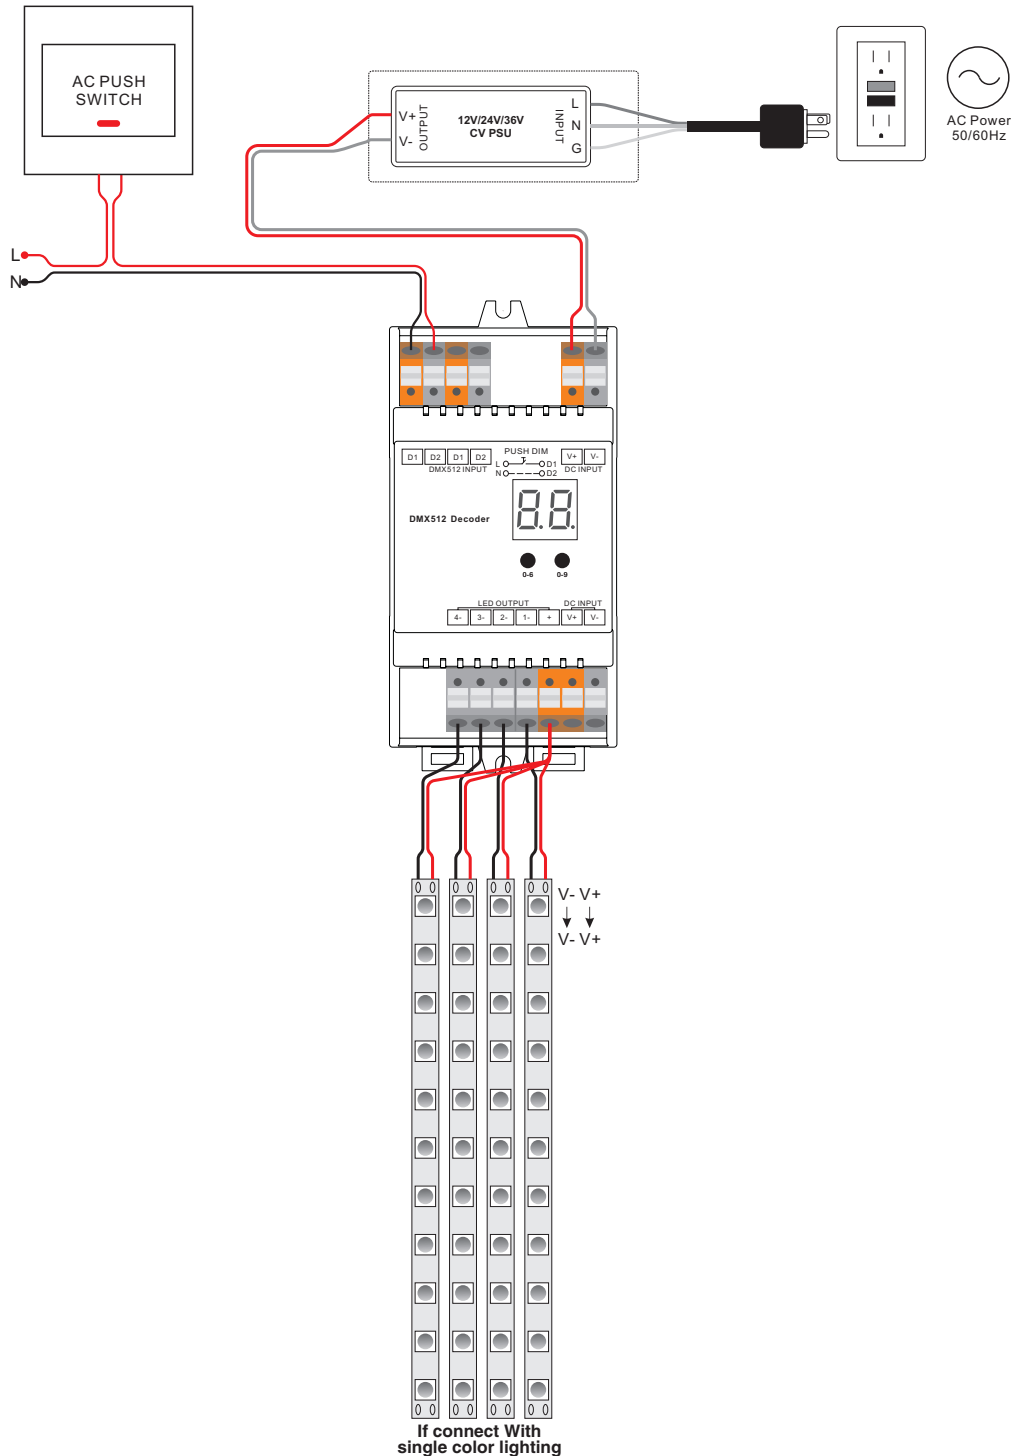 AC PUSH
SWITCH
L
N
V+
V-
OUTPUT
12V/24V/36V
CV PSU
INPUT
L
N
G
AC Power
50/60Hz
D1 D2 D1 D2
DMX512 INPUT
PUSH DIM
L D1
N D2
V+ V-
DC INPUT
DMX512 Decoder
8.8.
0-6 0-9
LED OUTPUT
DC INPUT
4- 3- 2- 1- + V+ V-
V- V+
V- V+
If connect With
single color lighting